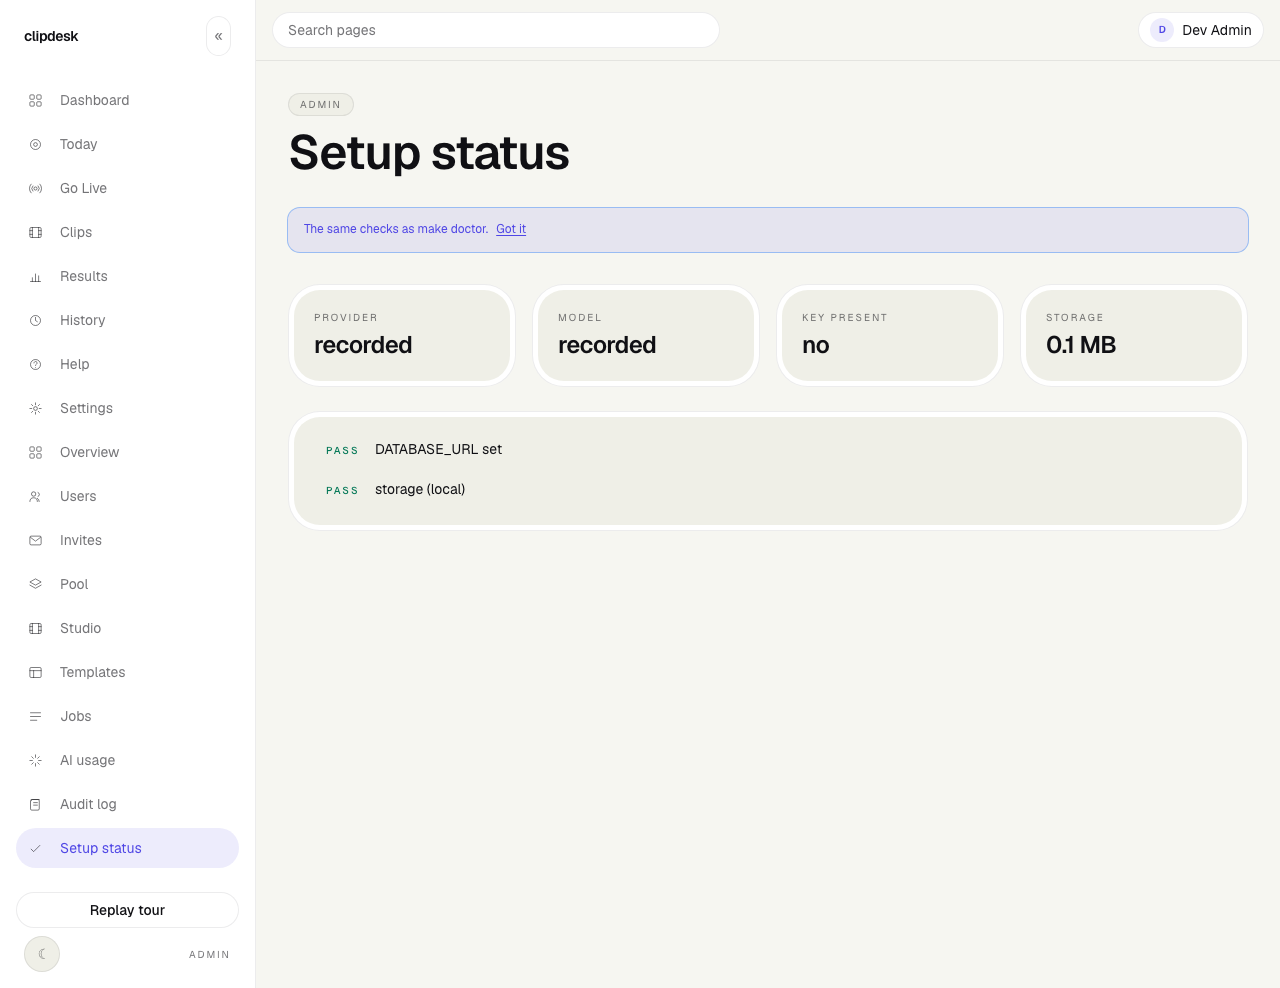 clipdesk
«
Search pages
D Dev Admin
Dashboard
Today
Go Live
Clips
Results
History
Help
Settings
Overview
Users
Invites
Pool
Studio
Templates
Jobs
AI usage
Audit log
Setup status
Replay tour
ADMIN
ADMIN
Setup status
The same checks as make doctor. Got it
PROVIDER
recorded
MODEL
recorded
KEY PRESENT
no
STORAGE
0.1 MB
PASS DATABASE_URL set
PASS storage (local)